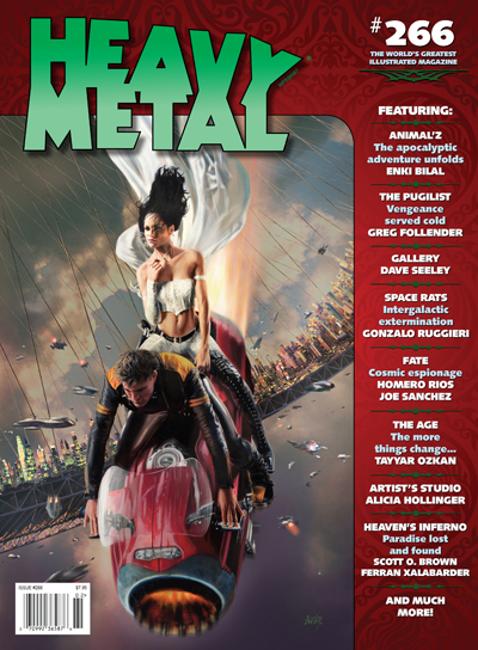 HEAVY
METAL
#266
THE WORLD'S GREATEST
ILLUSTRATED MAGAZINE
FEATURING:
ANIMAL'Z
The apocalyptic
adventure unfolds
ENKI BILAL
THE PUGILIST
Vengeance
served cold
GREG FOLLENDER
GALLERY
DAVE SEELEY
SPACE RATS
Intergalactic
extermination
GONZALO RUGGIERI
FATE
Cosmic espionage
HOMERO RIOS
JOE SANCHEZ
THE AGE
The more
things change...
TAYYAR OZKAN
ARTIST'S STUDIO
ALICIA HOLLINGER
HEAVEN'S INFERNO
Paradise lost
and found
SCOTT O. BROWN
FERRAN XALABARDER
AND MUCH
MORE!
ISSUE #266 $7.95